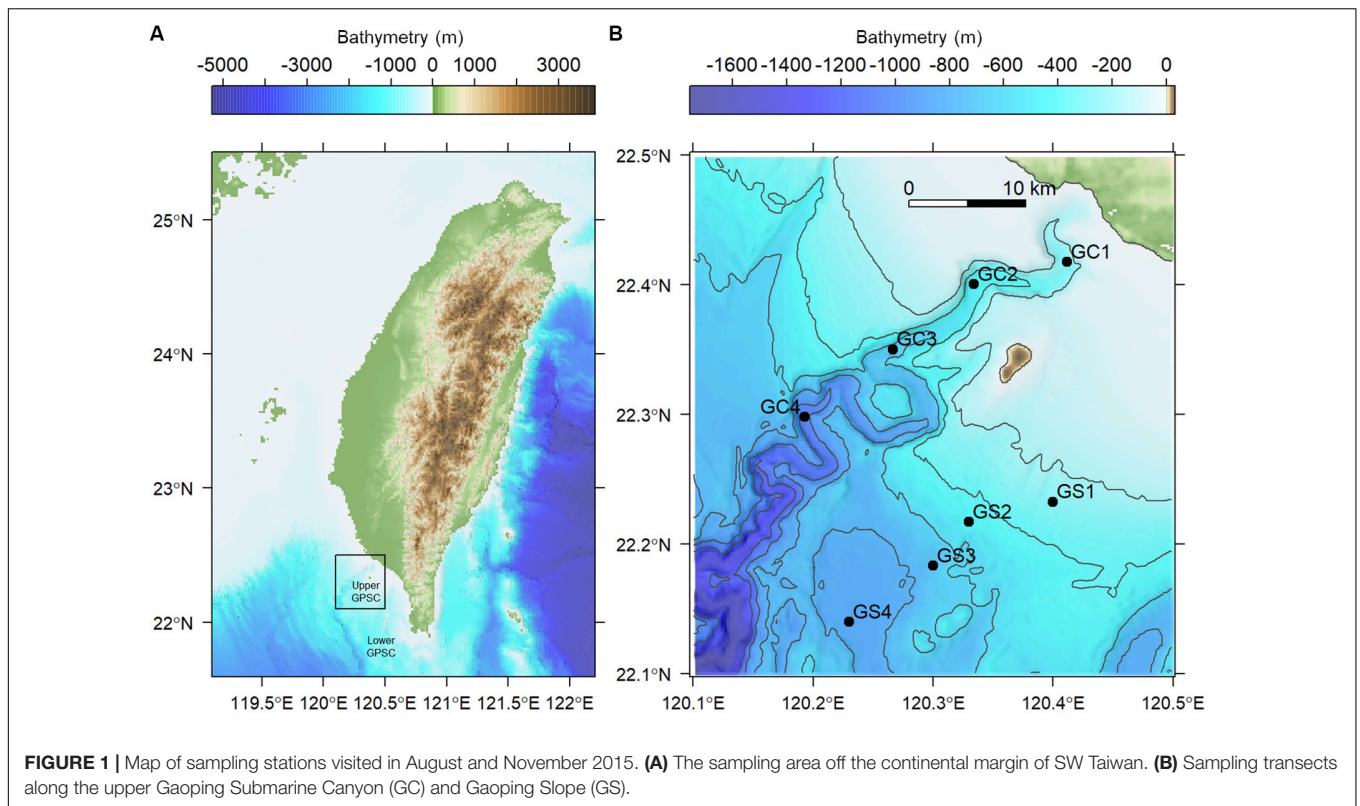 A
Bathymetry (m)
-5000 -3000 -1000 0 1000 3000
25°N
24°N
23°N
22°N
Upper
GPSC
Lower
GPSC
119.5°E 120°E 120.5°E 121°E 121.5°E 122°E
B
Bathymetry (m)
-1600 -1400 -1200 -1000 -800 -600 -400 -200 0
22.5°N
22.4°N
22.3°N
22.2°N
22.1°N
0 10 km
GC1
GC2
GC3
GC4
GS1
GS2
GS3
GS4
120.1°E 120.2°E 120.3°E 120.4°E 120.5°E
FIGURE 1 | Map of sampling stations visited in August and November 2015. (A) The sampling area off the continental margin of SW Taiwan. (B) Sampling transects
along the upper Gaoping Submarine Canyon (GC) and Gaoping Slope (GS).